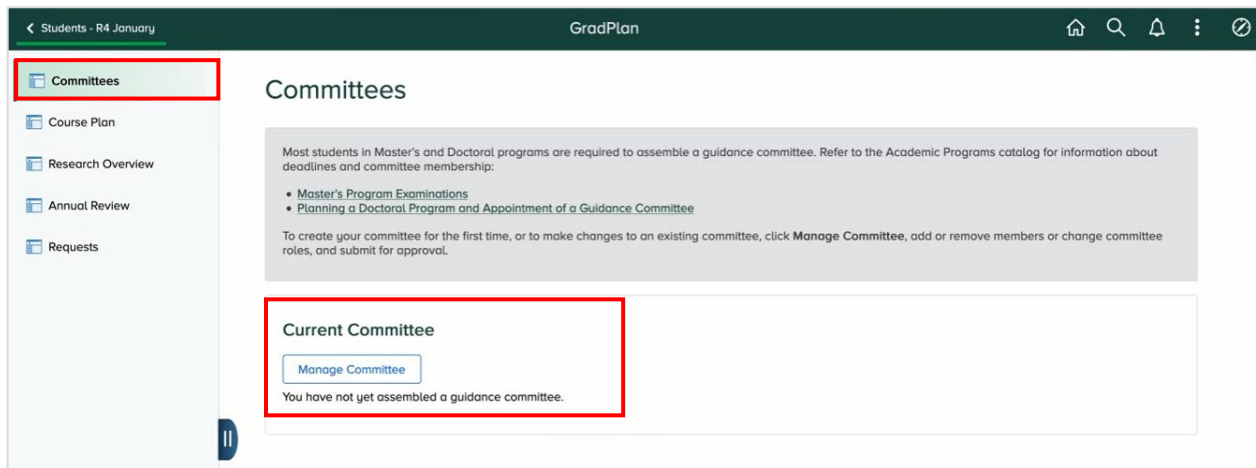 Students - R4 January
GradPlan
Committees
Course Plan
Research Overview
Annual Review
Requests
Committees
Most students in Master's and Doctoral programs are required to assemble a guidance committee. Refer to the Academic Programs catalog for information about
deadlines and committee membership:
• Master's Program Examinations
• Planning a Doctoral Program and Appointment of a Guidance Committee
To create your committee for the first time, or to make changes to an existing committee, click Manage Committee, add or remove members or change committee
roles, and submit for approval.
Current Committee
Manage Committee
You have not yet assembled a guidance committee.